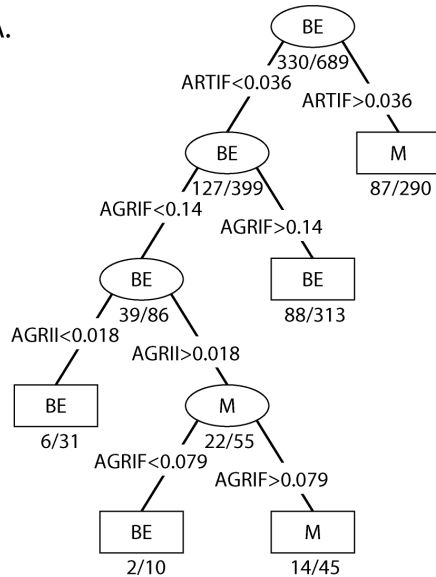 A.
BE
330/689
ARTIF<0.036
ARTIF>0.036
BE
M
127/399
87/290
AGRIF<0.14
AGRIF>0.14
BE
BE
39/86
88/313
AGRII<0.018
AGRII>0.018
BE
M
6/31
22/55
AGRIF<0.079
AGRIF>0.079
BE
M
2/10
14/45